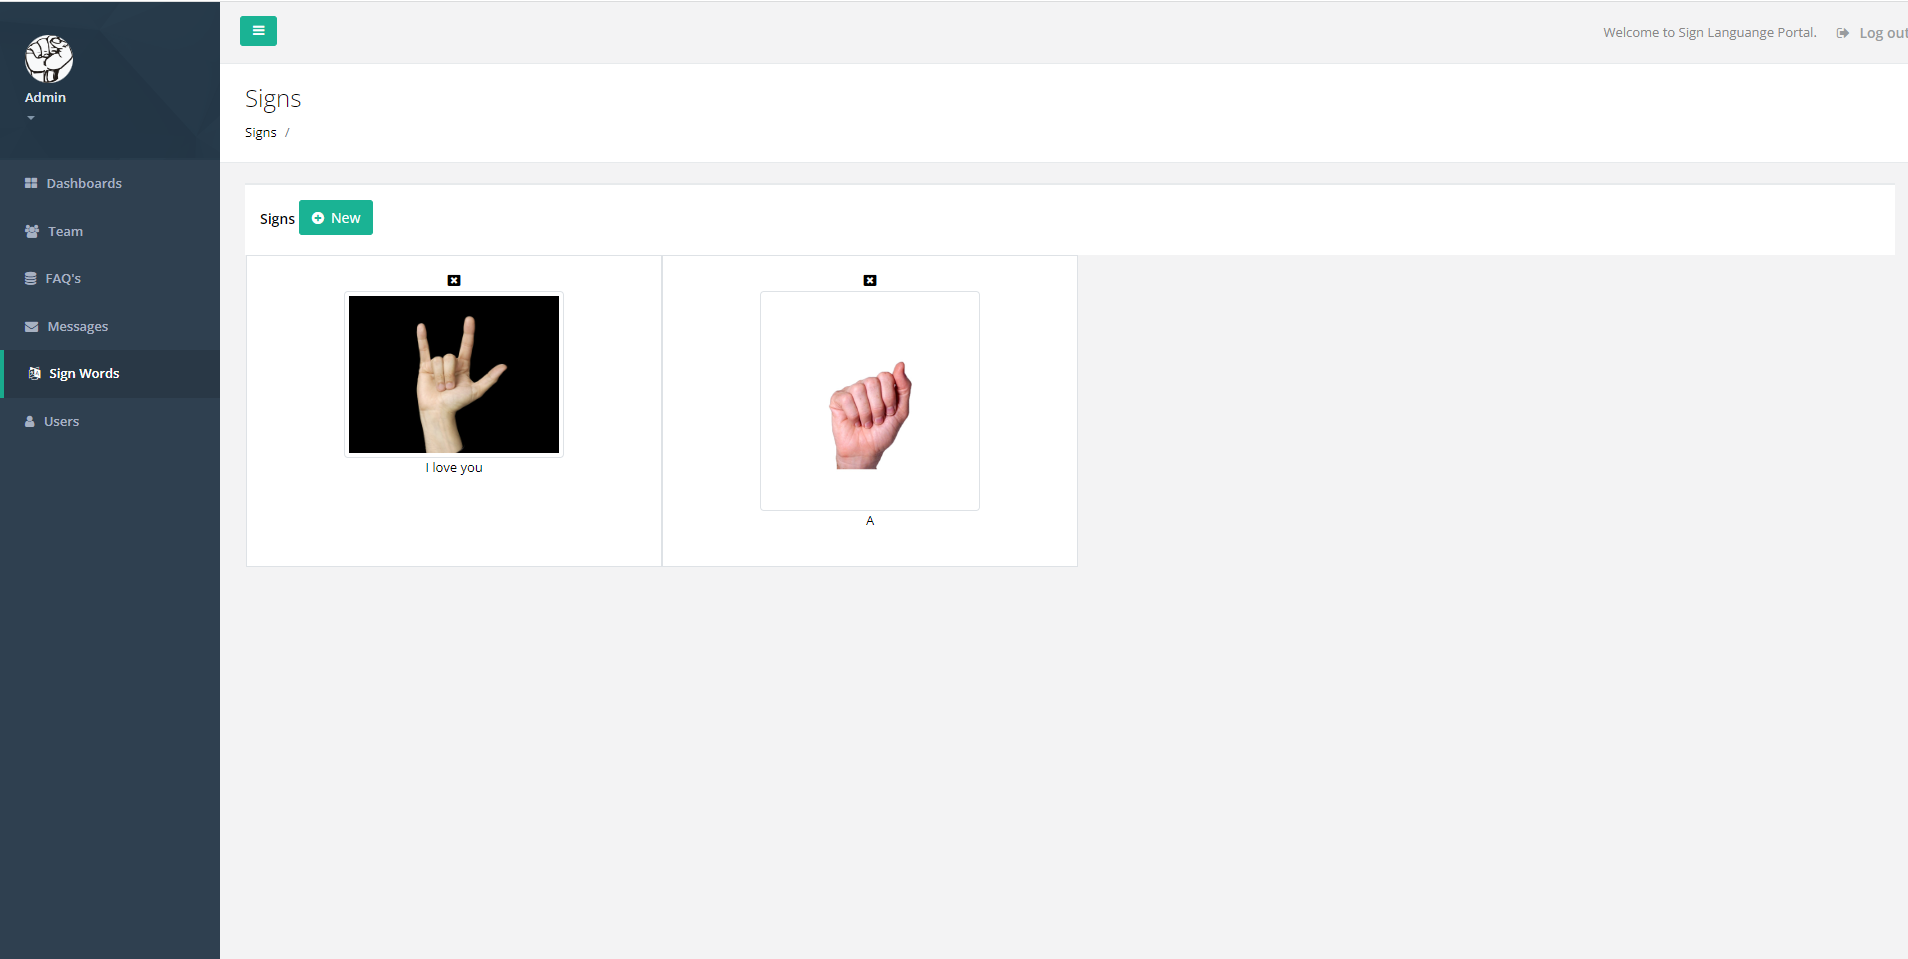 Welcome to Sign Languange Portal.
Log out
Admin
Signs
Signs /
Dashboards
Team
FAQ's
Messages
Sign Words
Users
Signs New
I love you
A